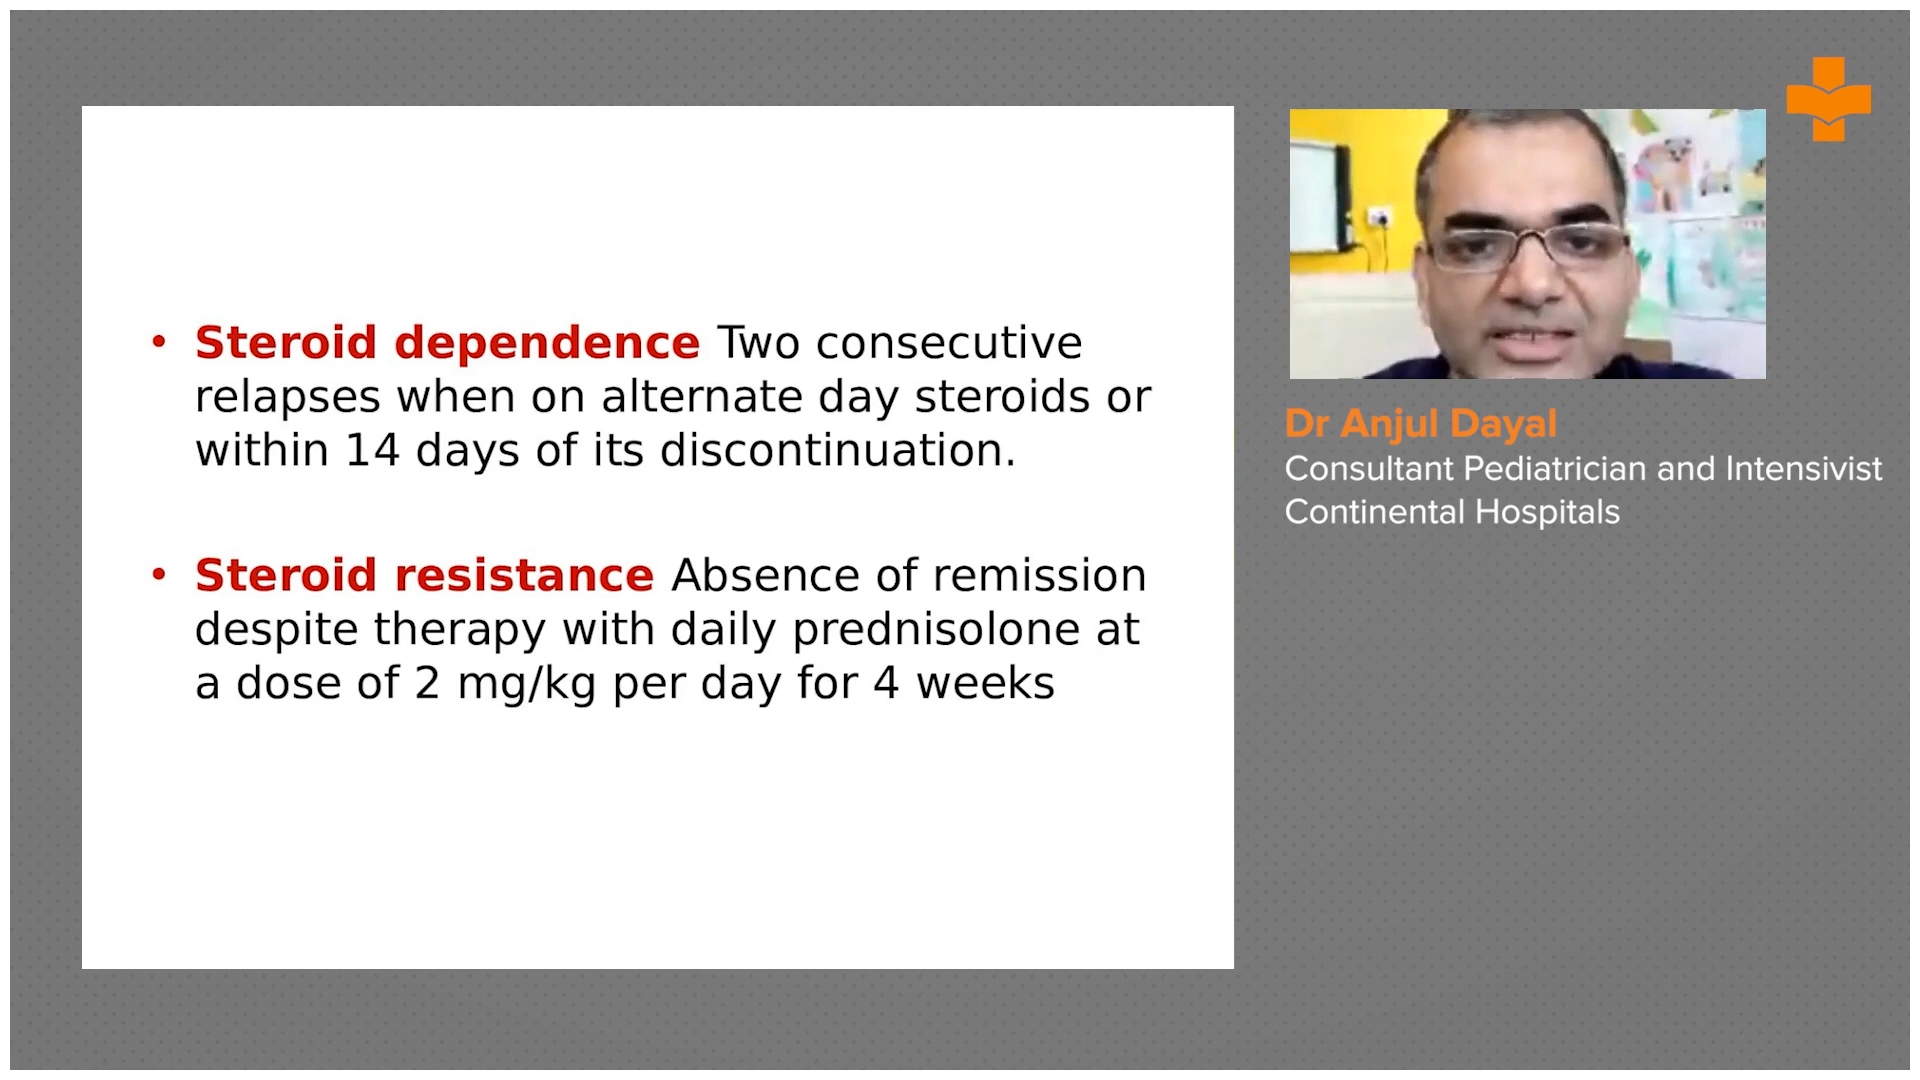 • Steroid dependence Two consecutive
relapses when on alternate day steroids or
within 14 days of its discontinuation.
• Steroid resistance Absence of remission
despite therapy with daily prednisolone at
a dose of 2 mg/kg per day for 4 weeks
Dr Anjul Dayal
Consultant Pediatrician and Intensivist
Continental Hospitals